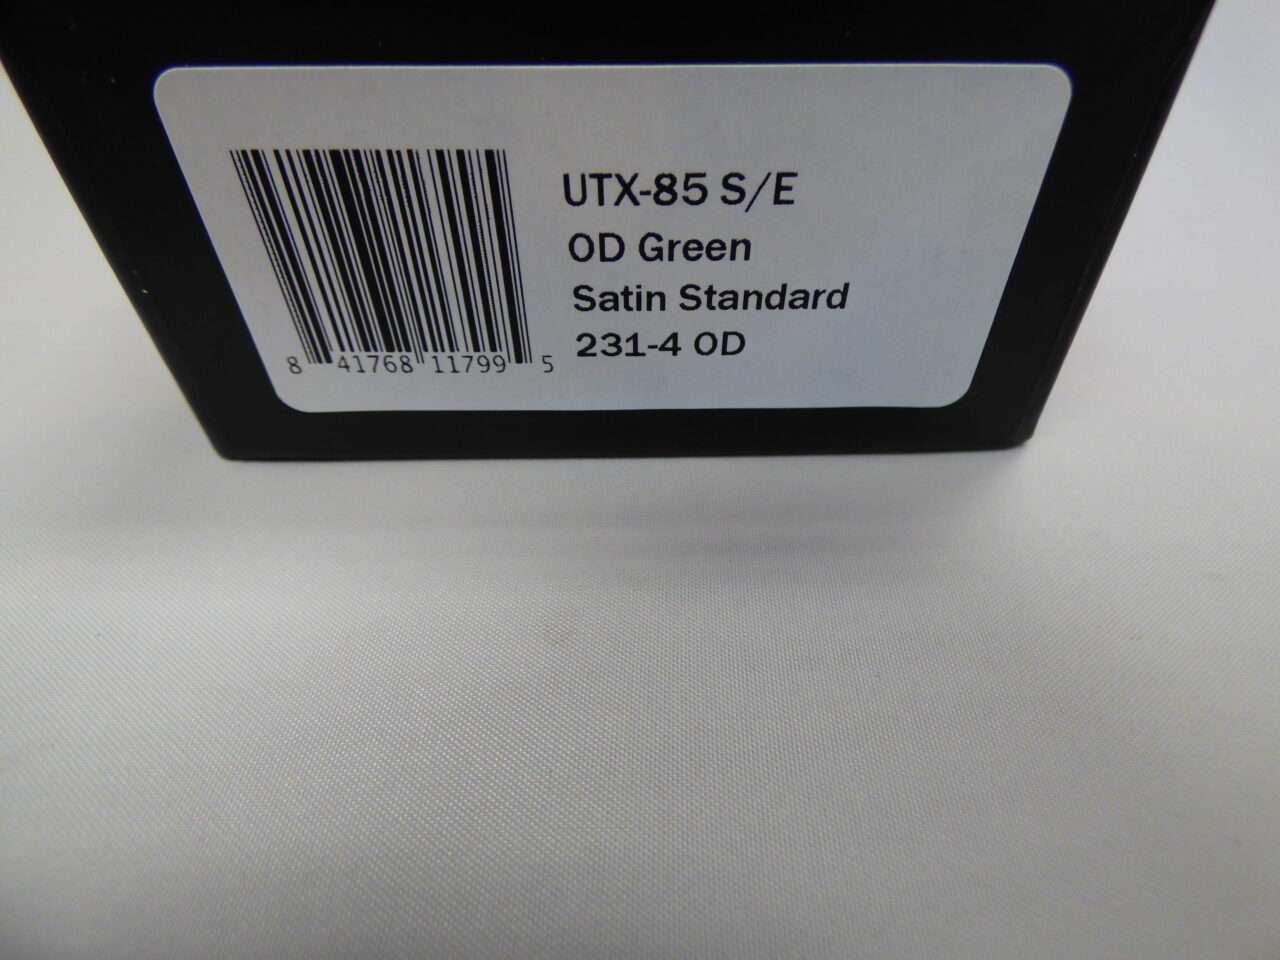 UTX-85 S/E
OD Green
Satin Standard
231-4 OD
8 41768 11799 5